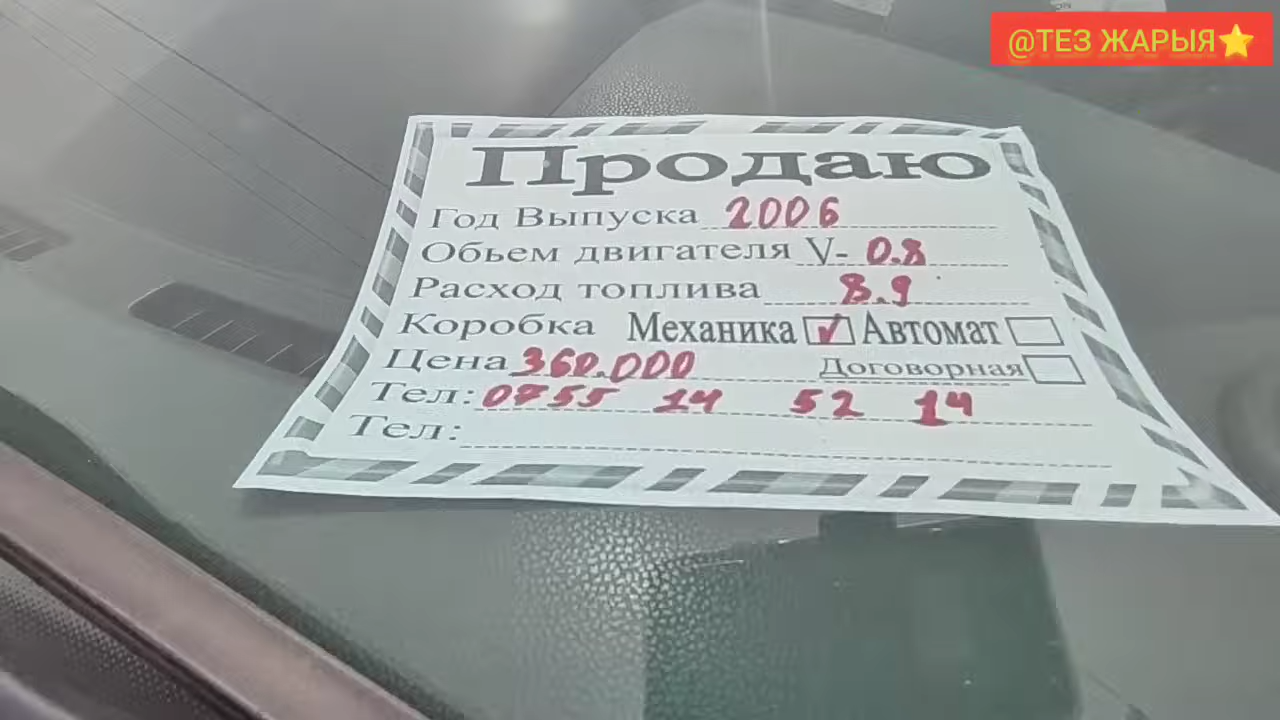 @ТЕЗ ЖАРЫЯ⭐
Продаю
Год Выпуска 2006
Обьем двигателя V- 0.8
Расход топлива 8.9
Коробка Механика ✓ Автомат
Цена 360.000 Договорная
Тел: 0755 14 52 14
Тел: